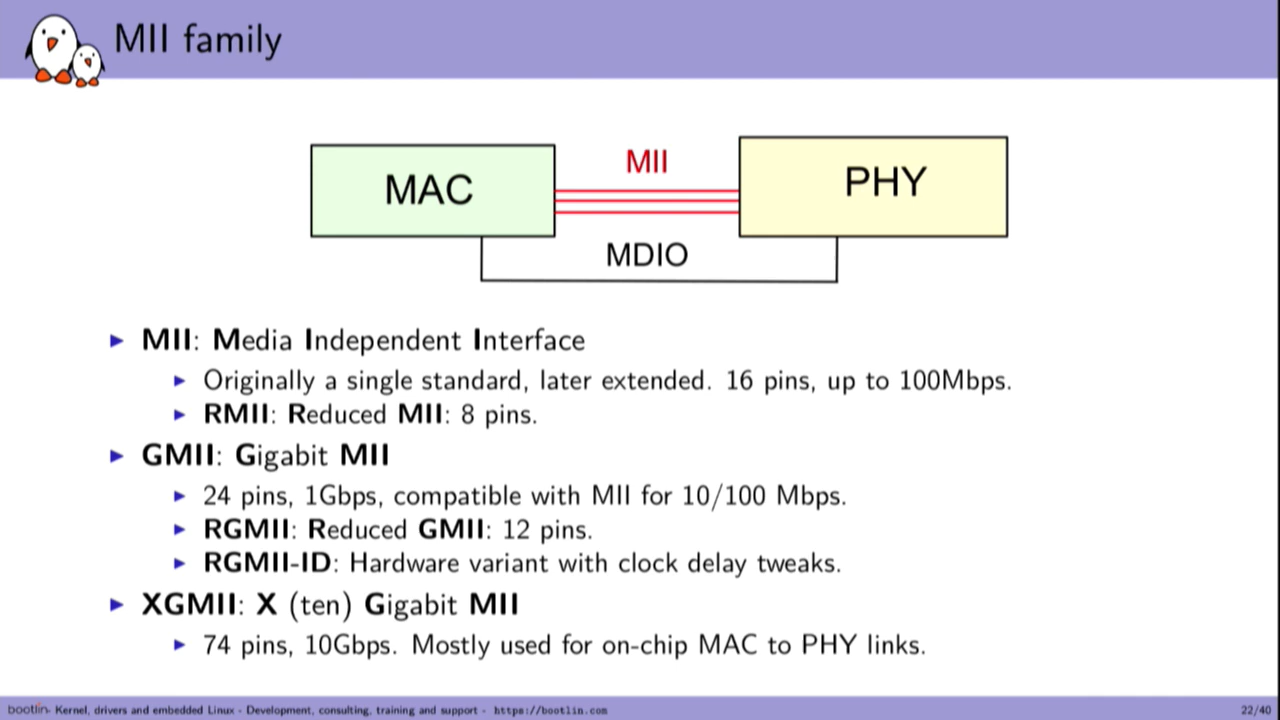 MII family
MAC
MII
PHY
MDIO
MII: Media Independent Interface
Originally a single standard, later extended. 16 pins, up to 100Mbps.
RMII: Reduced MII: 8 pins.
GMII: Gigabit MII
24 pins, 1Gbps, compatible with MII for 10/100 Mbps.
RGMII: Reduced GMII: 12 pins.
RGMII-ID: Hardware variant with clock delay tweaks.
XGMII: X (ten) Gigabit MII
74 pins, 10Gbps. Mostly used for on-chip MAC to PHY links.
bootlin - Kernel, drivers and embedded Linux - Development, consulting, training and support - https://bootlin.com 22/40